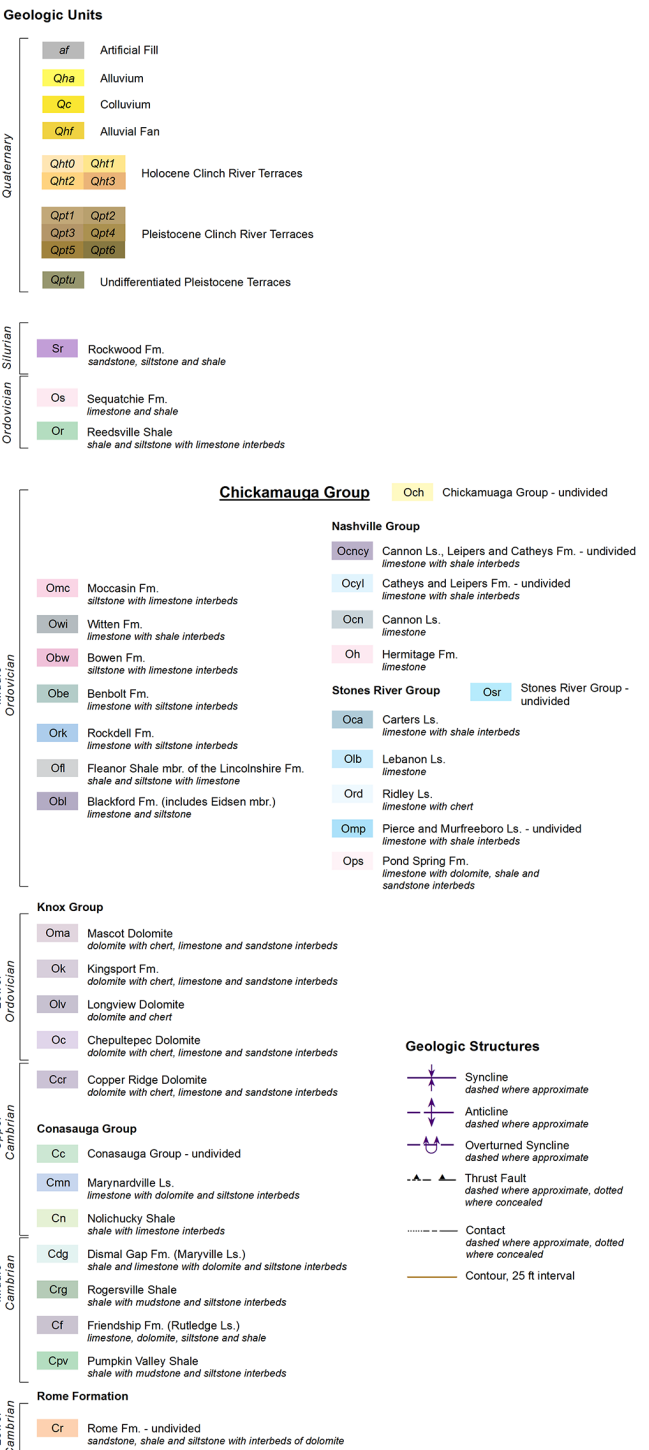 Geologic Units
Quaternary
af Artificial Fill
Qha Alluvium
Qc Colluvium
Qhf Alluvial Fan
Qht0 Qht1
Qht2 Qht3
Holocene Clinch River Terraces
Qpt1 Qpt2
Qpt3 Qpt4
Qpt5 Qpt6
Pleistocene Clinch River Terraces
Qptu Undifferentiated Pleistocene Terraces
Silurian
Sr Rockwood Fm.
sandstone, siltstone and shale
Ordovician
Os Sequatchie Fm.
limestone and shale
Or Reedsville Shale
shale and siltstone with limestone interbeds
Chickamauga Group
Och Chickamuaga Group - undivided
Ordovician
Omc Moccasin Fm.
siltstone with limestone interbeds
Owi Witten Fm.
limestone with shale interbeds
Obw Bowen Fm.
siltstone with limestone interbeds
Obe Benbolt Fm.
limestone with siltstone interbeds
Ork Rockdell Fm.
limestone with siltstone interbeds
Ofl Fleanor Shale mbr. of the Lincolnshire Fm.
shale and siltstone with limestone
Obl Blackford Fm. (includes Eidsen mbr.)
limestone and siltstone
Nashville Group
Ocncy Cannon Ls., Leipers and Catheys Fm. - undivided
limestone with shale interbeds
Ocyl Catheys and Leipers Fm. - undivided
limestone with shale interbeds
Ocn Cannon Ls.
limestone
Oh Hermitage Fm.
limestone
Stones River Group
Osr Stones River Group -
undivided
Oca Carters Ls.
limestone with shale interbeds
Olb Lebanon Ls.
limestone
Ord Ridley Ls.
limestone with chert
Omp Pierce and Murfreeboro Ls. - undivided
limestone with shale interbeds
Ops Pond Spring Fm.
limestone with dolomite, shale and
sandstone interbeds
Knox Group
Ordovician
Oma Mascot Dolomite
dolomite with chert, limestone and sandstone interbeds
Ok Kingsport Fm.
dolomite with chert, limestone and sandstone interbeds
Olv Longview Dolomite
dolomite and chert
Oc Chepultepec Dolomite
dolomite with chert, limestone and sandstone interbeds
Cambrian
Ccr Copper Ridge Dolomite
dolomite with chert, limestone and sandstone interbeds
Conasauga Group
Cc Conasauga Group - undivided
Cmn Marynardville Ls.
limestone with dolomite and siltstone interbeds
Cn Nolichucky Shale
shale with limestone interbeds
Cambrian
Cdg Dismal Gap Fm. (Maryville Ls.)
shale and limestone with dolomite and siltstone interbeds
Crg Rogersville Shale
shale with mudstone and siltstone interbeds
Cf Friendship Fm. (Rutledge Ls.)
limestone, dolomite, siltstone and shale
Cpv Pumpkin Valley Shale
shale with mudstone and siltstone interbeds
Rome Formation
Cr Rome Fm. - undivided
sandstone, shale and siltstone with interbeds of dolomite
Geologic Structures
Syncline
dashed where approximate
Anticline
dashed where approximate
Overturned Syncline
dashed where approximate
Thrust Fault
dashed where approximate, dotted
where concealed
Contact
dashed where approximate, dotted
where concealed
Contour, 25 ft interval